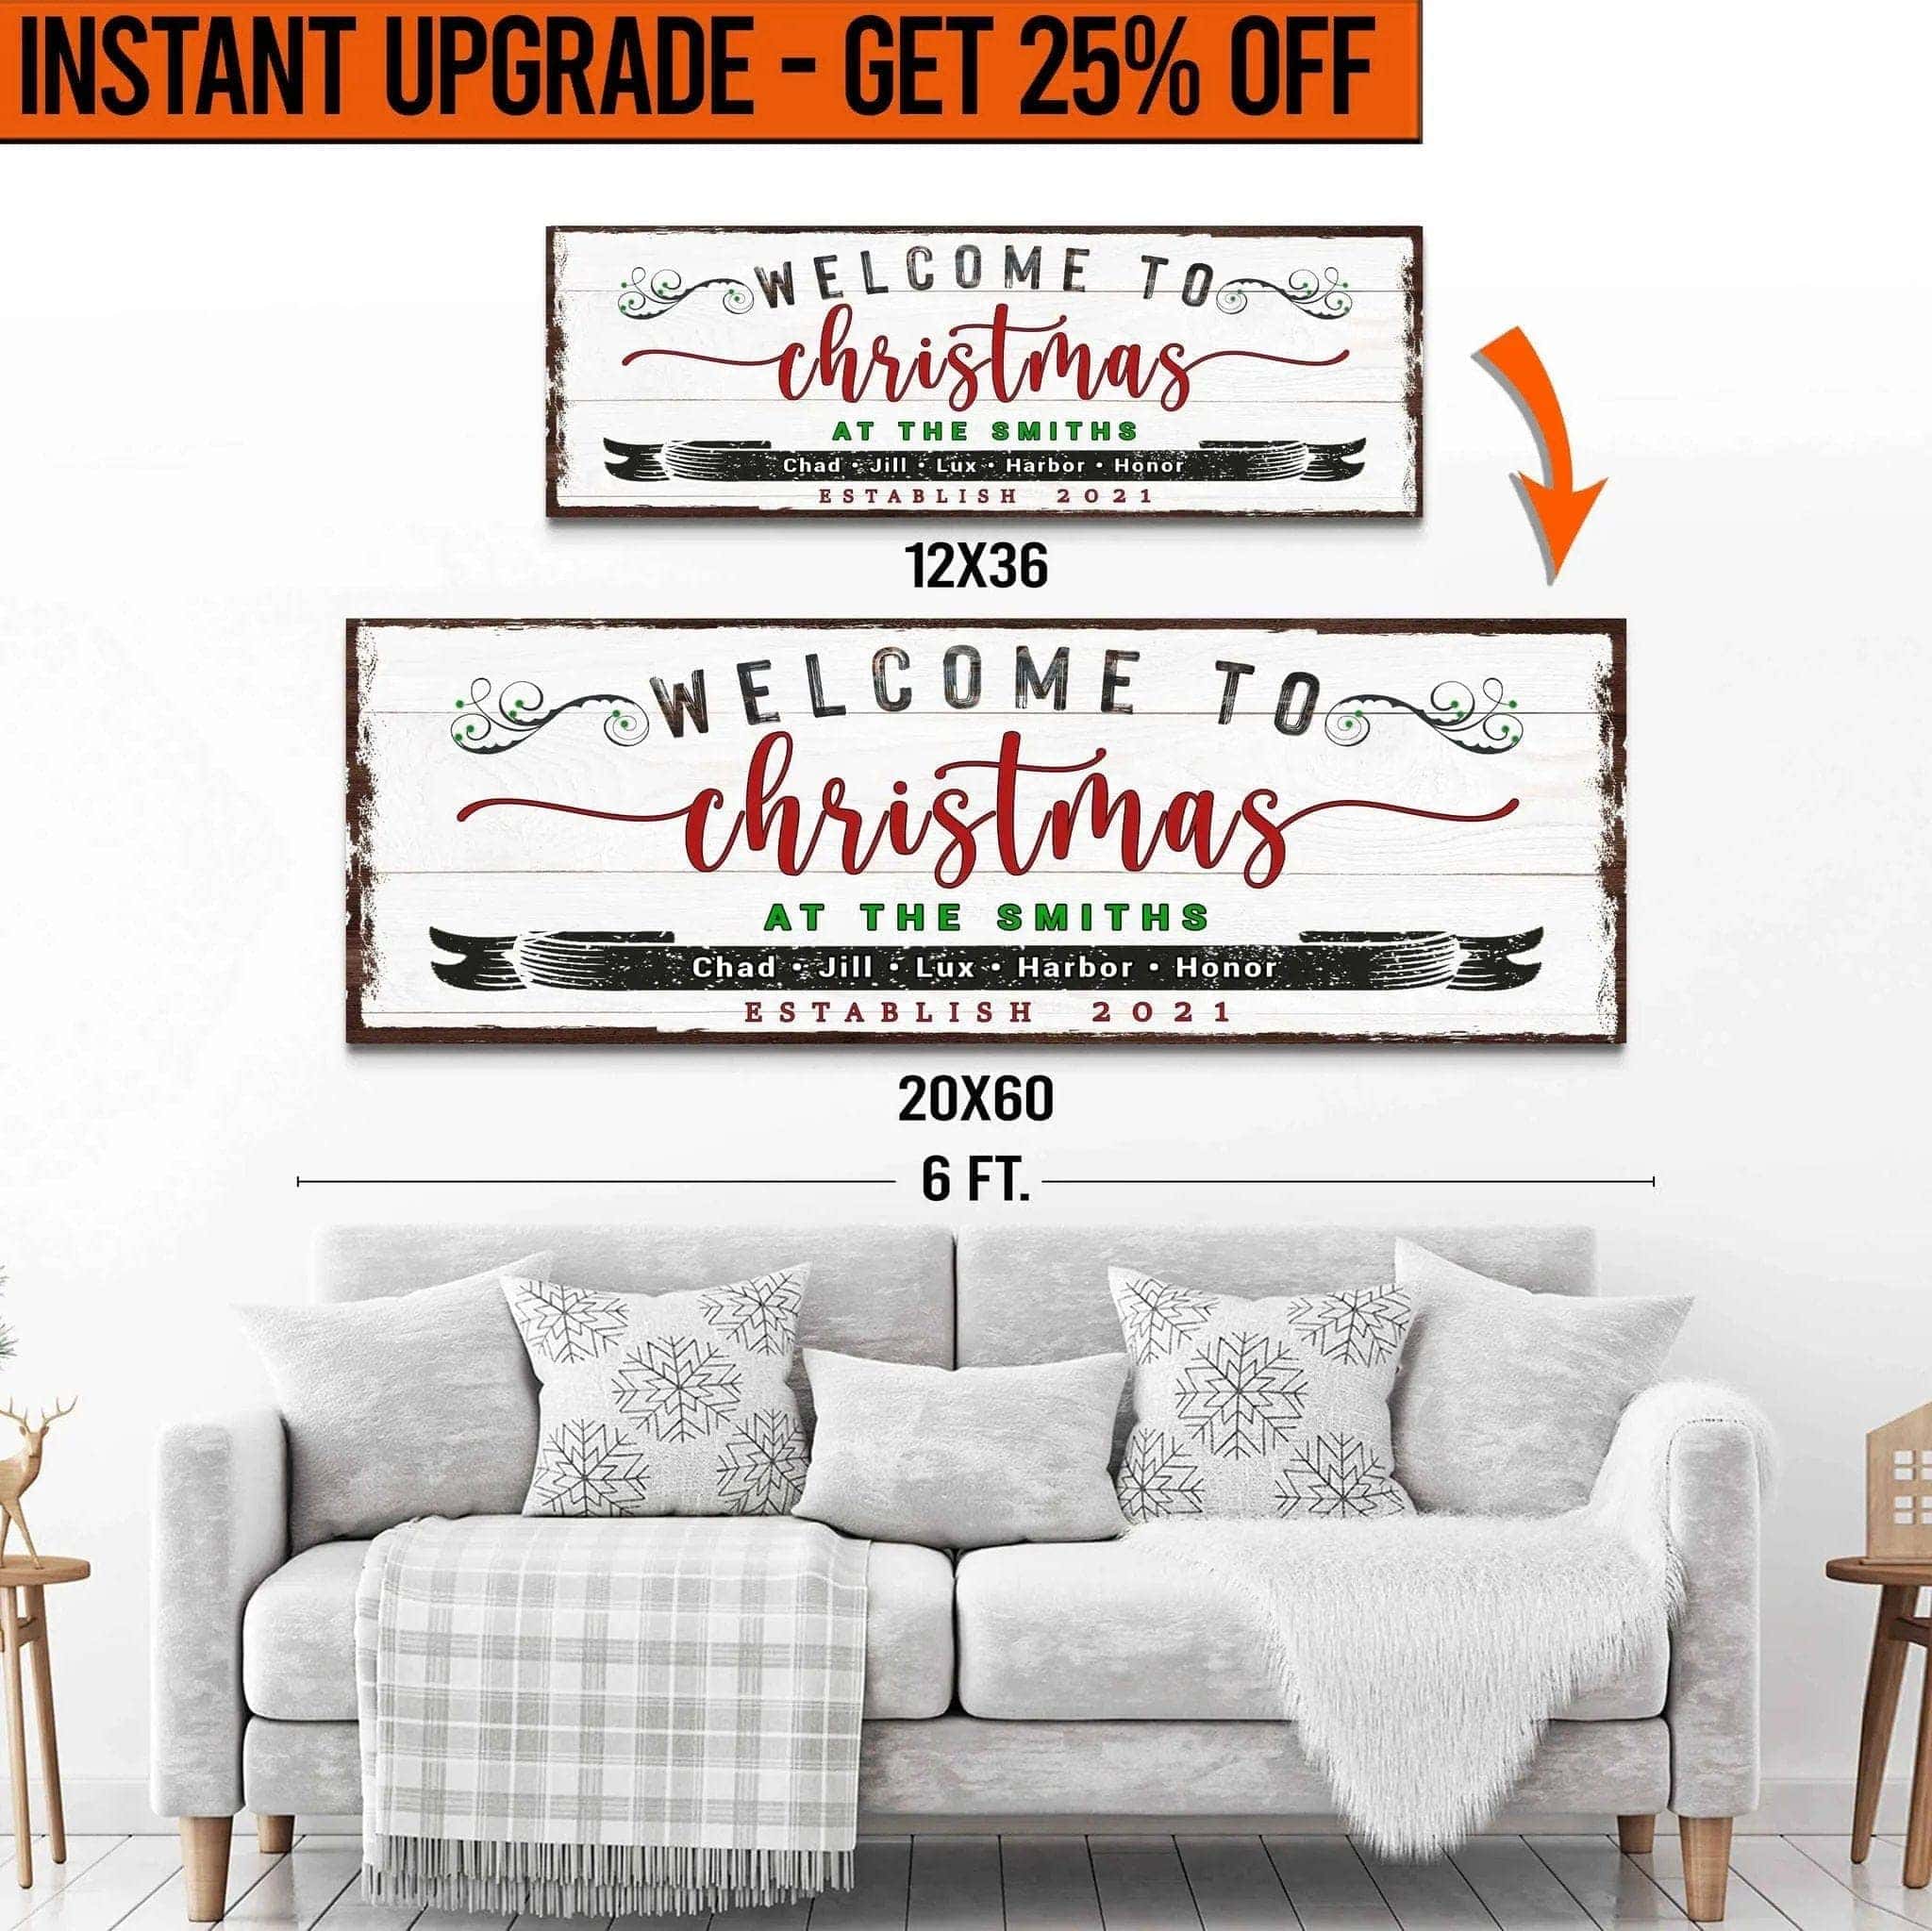 INSTANT UPGRADE - GET 25% OFF
WELCOME TO
christmas
AT THE SMITHS
Chad • Jill • Lux • Harbor • Honor
ESTABLISH 2021
12X36
WELCOME TO
christmas
AT THE SMITHS
Chad • Jill • Lux • Harbor • Honor
ESTABLISH 2021
20X60
6 FT.